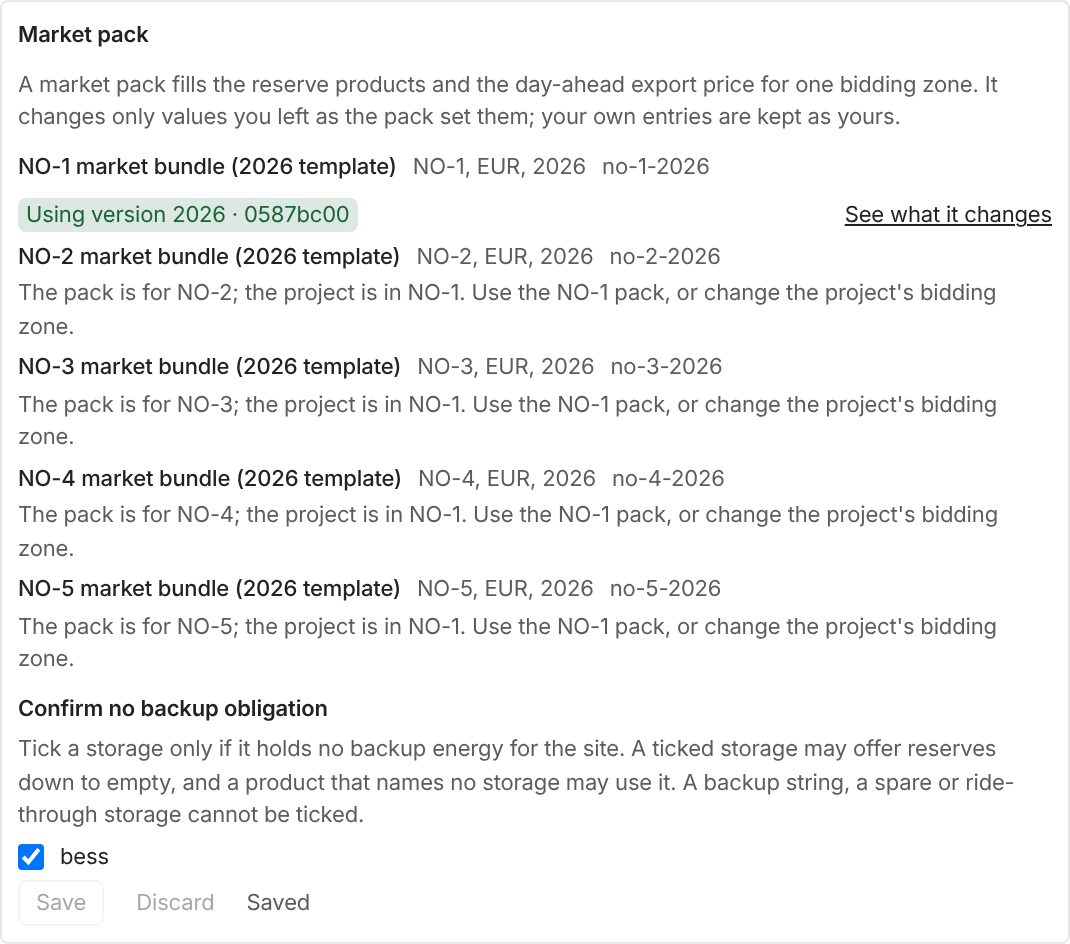 Market pack
A market pack fills the reserve products and the day-ahead export price for one bidding zone. It
changes only values you left as the pack set them; your own entries are kept as yours.
NO-1 market bundle (2026 template) NO-1, EUR, 2026 no-1-2026
Using version 2026 · 0587bc00 See what it changes
NO-2 market bundle (2026 template) NO-2, EUR, 2026 no-2-2026
The pack is for NO-2; the project is in NO-1. Use the NO-1 pack, or change the project's bidding
zone.
NO-3 market bundle (2026 template) NO-3, EUR, 2026 no-3-2026
The pack is for NO-3; the project is in NO-1. Use the NO-1 pack, or change the project's bidding
zone.
NO-4 market bundle (2026 template) NO-4, EUR, 2026 no-4-2026
The pack is for NO-4; the project is in NO-1. Use the NO-1 pack, or change the project's bidding
zone.
NO-5 market bundle (2026 template) NO-5, EUR, 2026 no-5-2026
The pack is for NO-5; the project is in NO-1. Use the NO-1 pack, or change the project's bidding
zone.
Confirm no backup obligation
Tick a storage only if it holds no backup energy for the site. A ticked storage may offer reserves
down to empty, and a product that names no storage may use it. A backup string, a spare or ride-
through storage cannot be ticked.
bess
Save Discard Saved